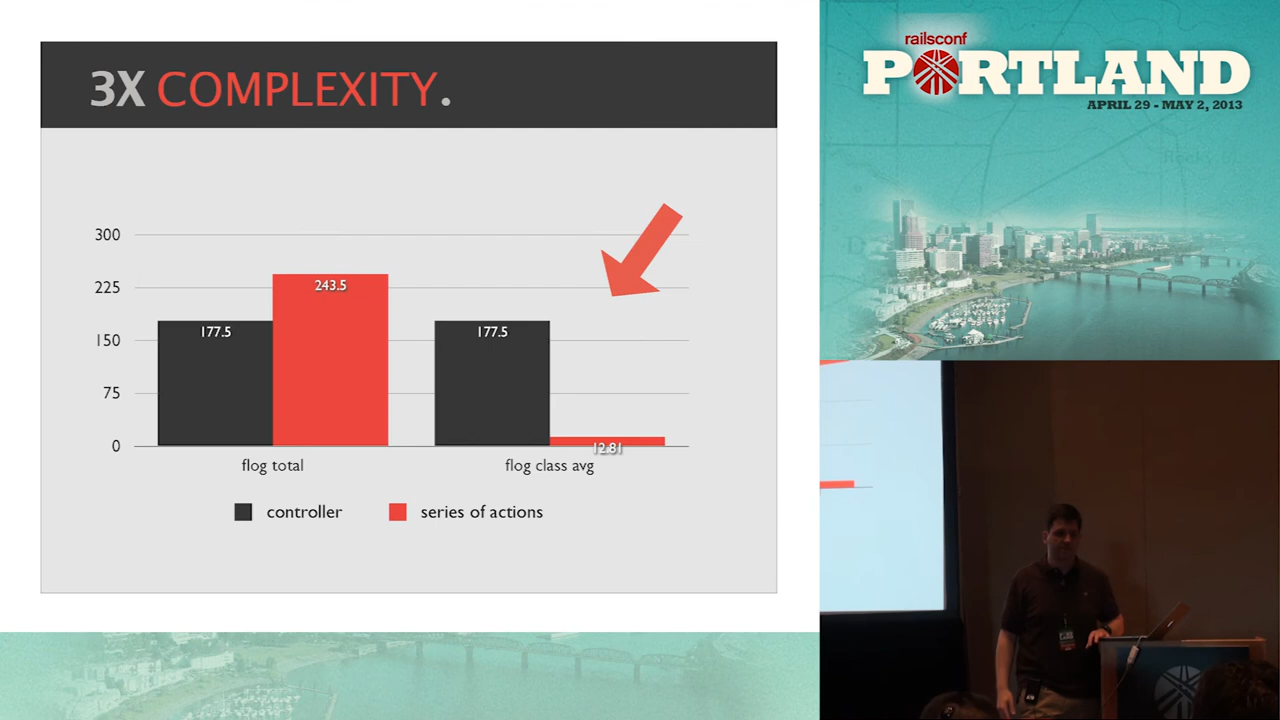 3X COMPLEXITY.
300
225
150
75
0
177.5
243.5
177.5
12.81
flog total
flog class avg
controller
series of actions
railsconf
PORTLAND
APRIL 29 - MAY 2, 2013